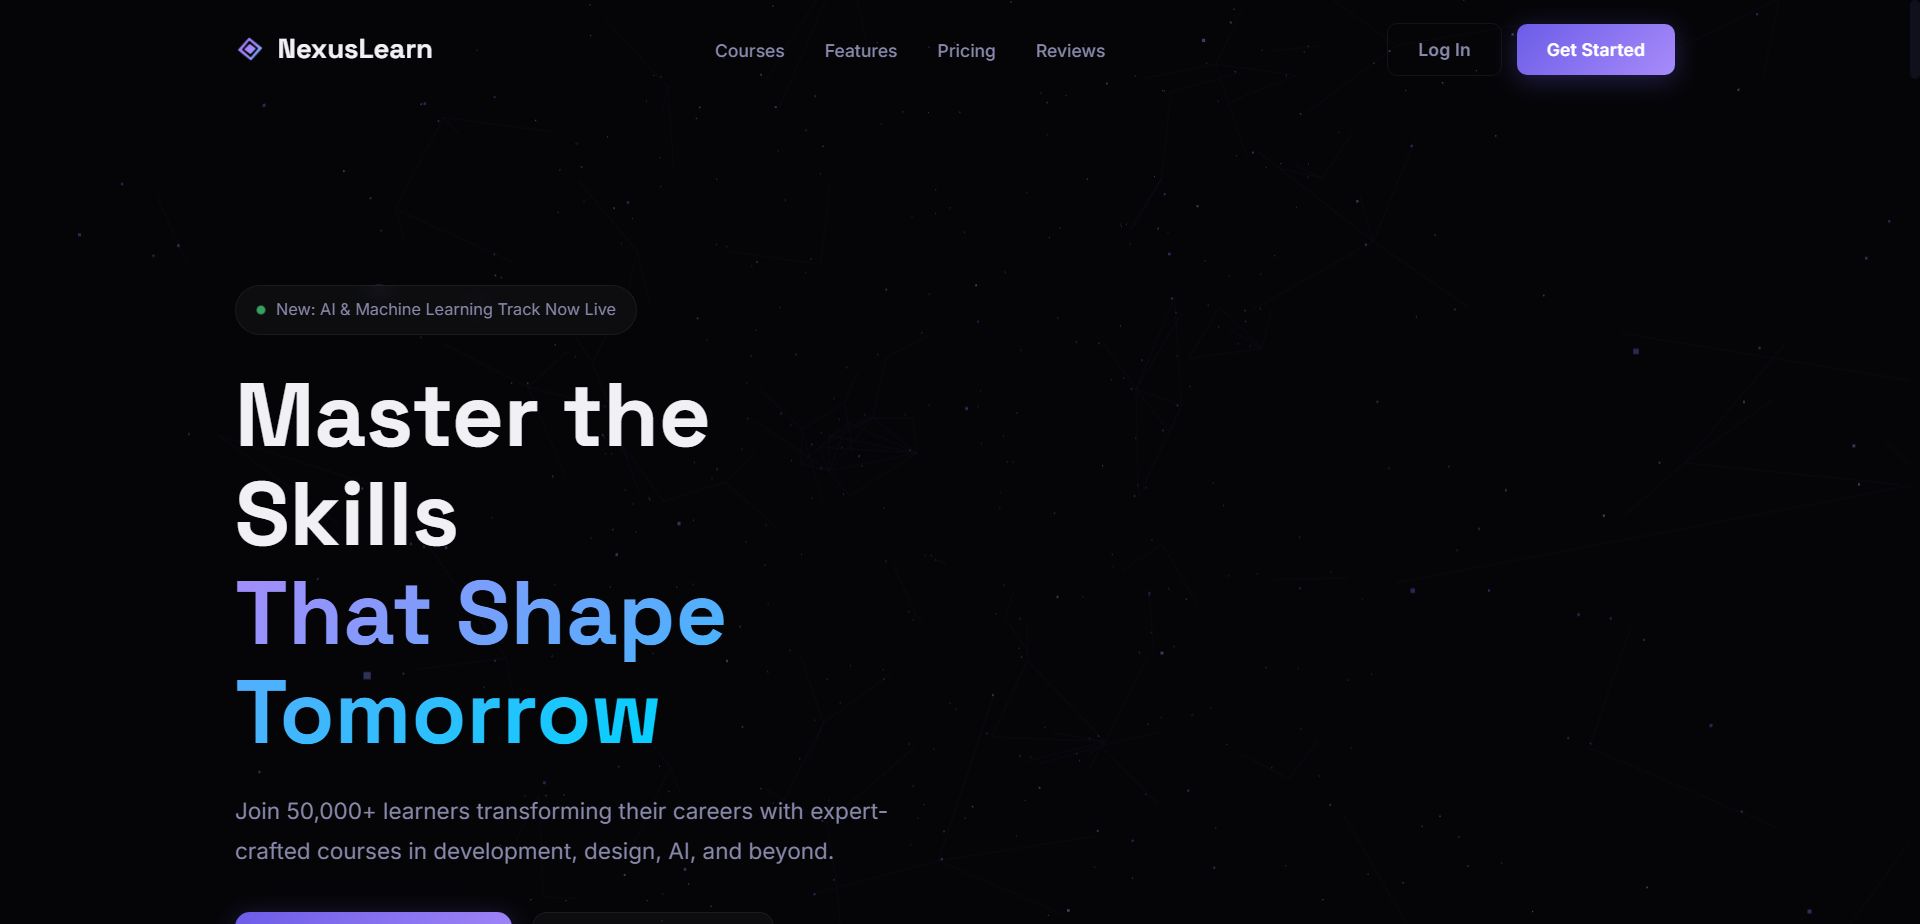 NexusLearn
Courses
Features
Pricing
Reviews
Log In
Get Started
New: AI & Machine Learning Track Now Live
Master the
Skills
That Shape
Tomorrow
Join 50,000+ learners transforming their careers with expert-
crafted courses in development, design, AI, and beyond.